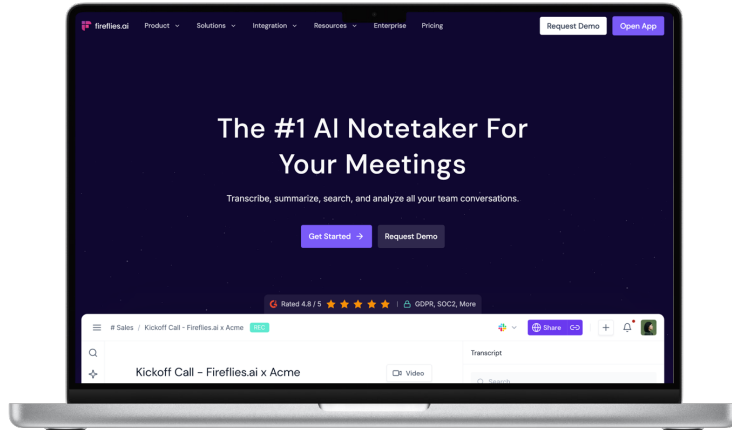 fireflies.ai Product Solutions Integration Resources Enterprise Pricing Request Demo Open App
The #1 AI Notetaker For
Your Meetings
Transcribe, summarize, search, and analyze all your team conversations.
Get Started → Request Demo
Rated 4.8 / 5 | GDPR, SOC2, More
# Sales / Kickoff Call - Fireflies.ai x Acme REC Share
Transcript
Kickoff Call – Fireflies.ai x Acme Video
Search